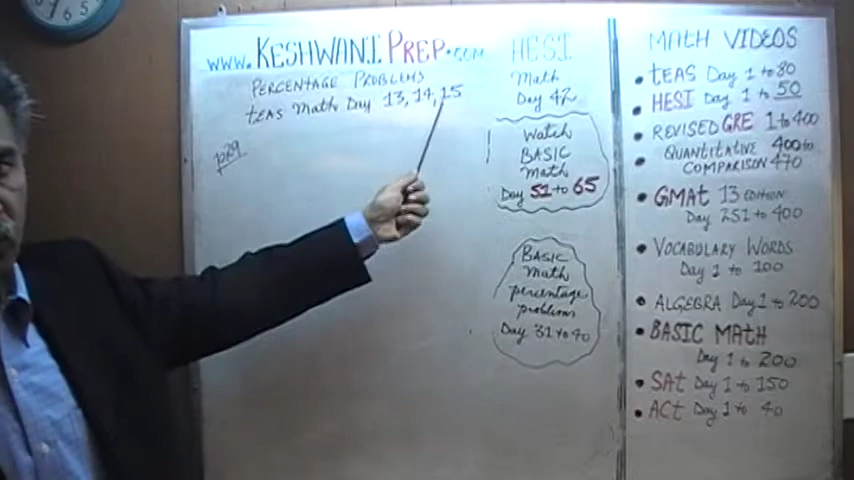 www.KESHWANIPREP.com
PERCENTAGE PROBLEMS
TEAS Math Day 13, 14, 15
HESI
Math
Day 42
Watch
BASIC
Math
Day 51 to 65
BASIC
Math
percentage
problems
Day 31 to 40
MATH VIDEOS
• TEAS Day 1 to 80
• HESI Day 1 to 50
• REVISED GRE 1 to 400
• QUANTITATIVE 400 to
COMPARISON 470
• GMAT 13 EDITION
Day 251 to 400
• VOCABULARY WORDS
Day 1 to 100
• ALGEBRA Day 1 to 200
• BASIC MATH
Day 1 to 200
• SAT Day 1 to 150
• ACT Day 1 to 40